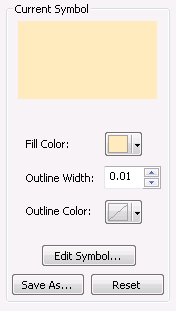 Current Symbol
Fill Color:
Outline Width: 0.01
Outline Color:
Edit Symbol...
Save As... Reset